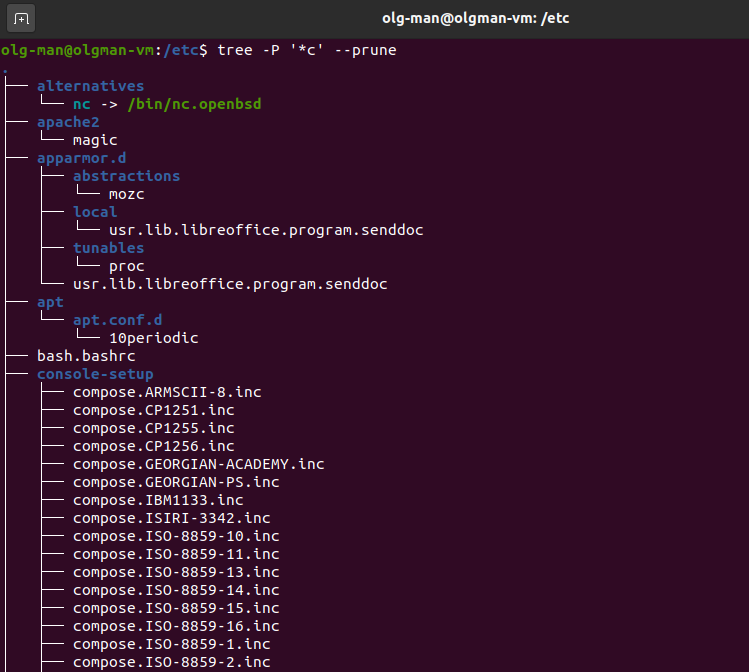 olg-man@olgman-vm: /etc
olg-man@olgman-vm:/etc$ tree -P '*c' --prune
.
├── alternatives
│   └── nc -> /bin/nc.openbsd
├── apache2
│   └── magic
├── apparmor.d
│   ├── abstractions
│   │   └── mozc
│   ├── local
│   │   └── usr.lib.libreoffice.program.senddoc
│   ├── tunables
│   │   └── proc
│   └── usr.lib.libreoffice.program.senddoc
├── apt
│   └── apt.conf.d
│       └── 10periodic
├── bash.bashrc
├── console-setup
│   ├── compose.ARMSCII-8.inc
│   ├── compose.CP1251.inc
│   ├── compose.CP1255.inc
│   ├── compose.CP1256.inc
│   ├── compose.GEORGIAN-ACADEMY.inc
│   ├── compose.GEORGIAN-PS.inc
│   ├── compose.IBM1133.inc
│   ├── compose.ISIRI-3342.inc
│   ├── compose.ISO-8859-10.inc
│   ├── compose.ISO-8859-11.inc
│   ├── compose.ISO-8859-13.inc
│   ├── compose.ISO-8859-14.inc
│   ├── compose.ISO-8859-15.inc
│   ├── compose.ISO-8859-16.inc
│   ├── compose.ISO-8859-1.inc
│   ├── compose.ISO-8859-2.inc